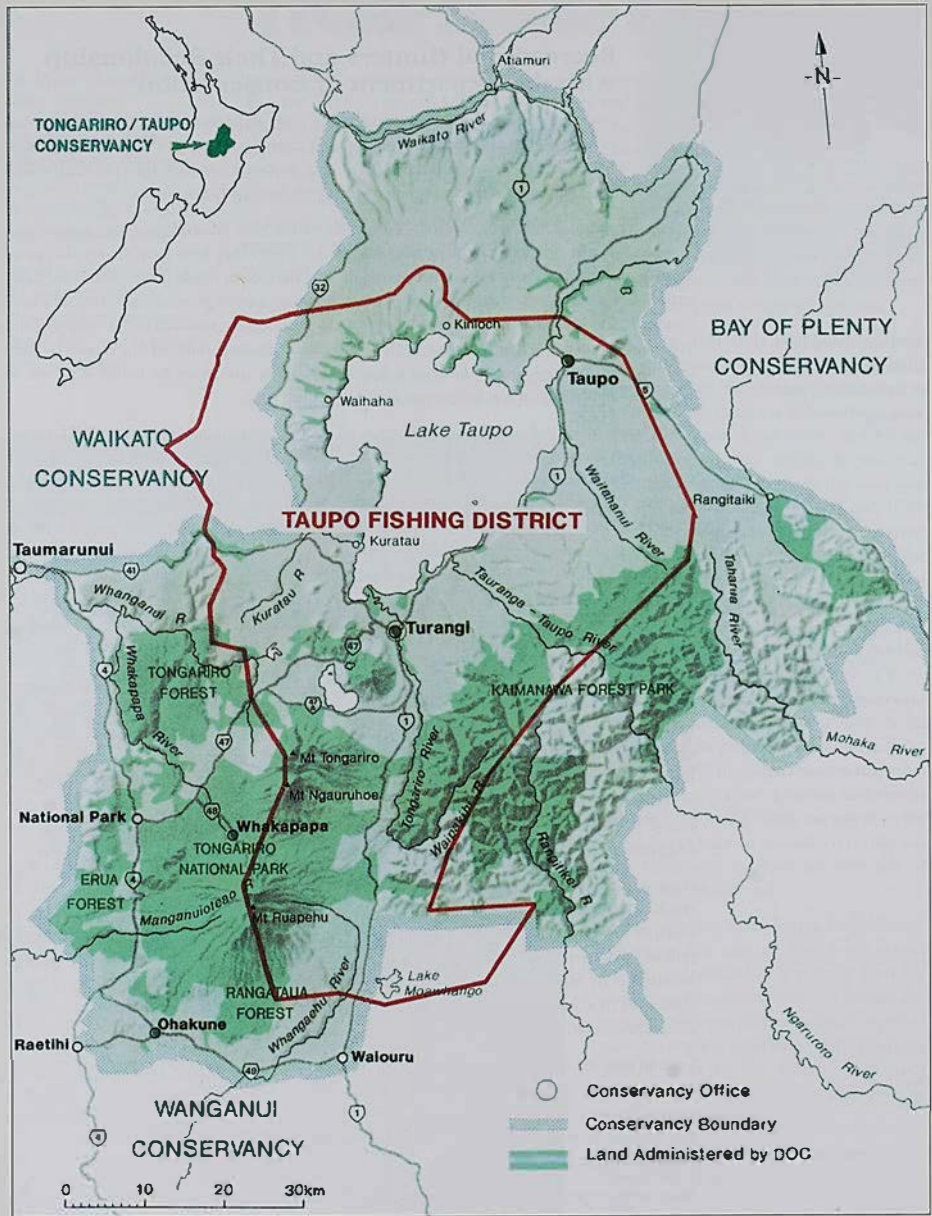 Atiamuri
-N-
TONGARIRO/TAUPO
CONSERVANCY
Waikato River
1
32
Kinloch
BAY OF PLENTY
CONSERVANCY
Taupo
5
Waihaha
Lake Taupo
WAIKATO
CONSERVANCY
1
Waitahanui River
Rangitaiki
TAUPO FISHING DISTRICT
Taumarunui
41
Kuratau
Whanganui R
Kuratau R
Tauranga - Taupo River
Taharua River
Turangi
47
4
Whakapapa River
TONGARIRO
FOREST
KAIMANAWA FOREST PARK
47A
1
47
Mohaka River
Mt Tongariro
Tongariro River
Mt Ngauruhoe
Waipakihi R
National Park
48
Whakapapa
TONGARIRO
NATIONAL PARK
Rangitikei R
ERUA
FOREST
4
Manganuioteao R
Mt Ruapehu
Lake
Moawhango
RANGATAUA
FOREST
Whangaehu River
Ngaruroro River
Ohakune
Raetihi
49
Waiouru
Conservancy Office
WANGANUI
CONSERVANCY
1
Conservancy Boundary
4
Land Administered by DOC
0 10 20 30km